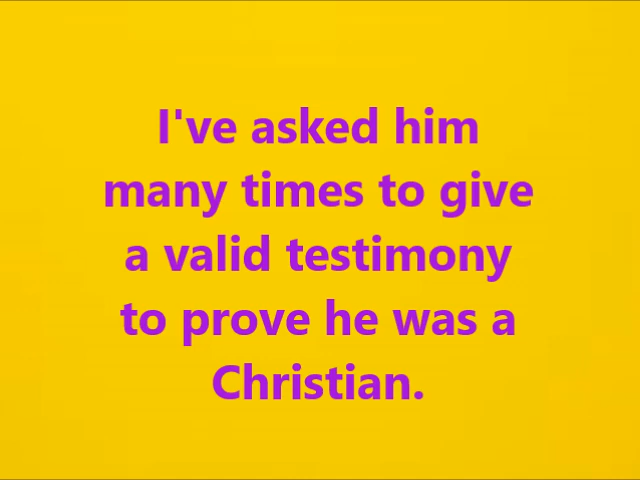 I've asked him
many times to give
a valid testimony
to prove he was a
Christian.